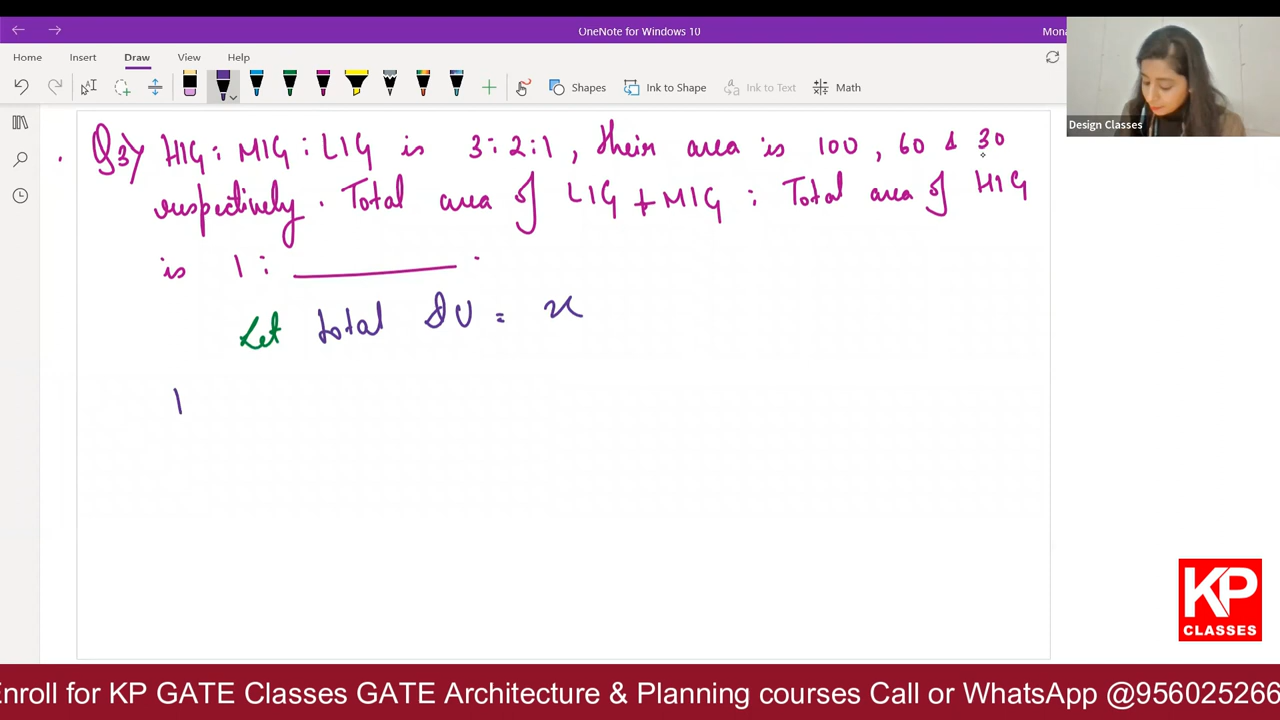 OneNote for Windows 10
Mona
Home Insert Draw View Help
Shapes Ink to Shape Ink to Text Math
Design Classes
Q3) HIG : MIG : LIG is 3:2:1, their area is 100, 60 & 30
respectively. Total area of LIG + MIG : Total area of HIG
is 1: ________.
Let total DU = x
KP
CLASSES
Enroll for KP GATE Classes GATE Architecture & Planning courses Call or WhatsApp @956025266